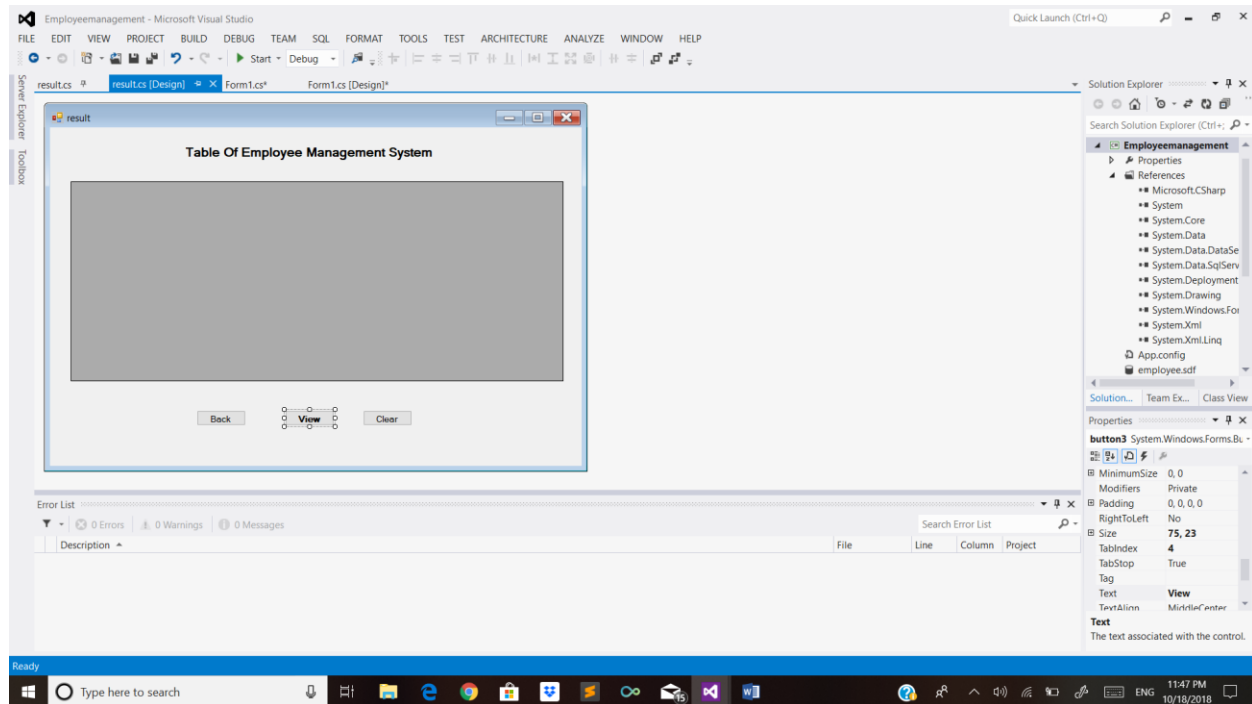 Employeemanagement - Microsoft Visual Studio
Quick Launch (Ctrl+Q)
FILE EDIT VIEW PROJECT BUILD DEBUG TEAM SQL FORMAT TOOLS TEST ARCHITECTURE ANALYZE WINDOW HELP
Start Debug
Server Explorer
Toolbox
result.cs result.cs [Design] Form1.cs* Form1.cs [Design]*
result
Table Of Employee Management System
Back View Clear
Error List
0 Errors 0 Warnings 0 Messages
Search Error List
Description File Line Column Project
Solution Explorer
Search Solution Explorer (Ctrl+;
Employeemanagement
Properties
References
Microsoft.CSharp
System
System.Core
System.Data
System.Data.DataSe
System.Data.SqlServ
System.Deployment
System.Drawing
System.Windows.For
System.Xml
System.Xml.Linq
App.config
employee.sdf
Solution... Team Ex... Class View
Properties
button3 System.Windows.Forms.Bu
MinimumSize 0, 0
Modifiers Private
Padding 0, 0, 0, 0
RightToLeft No
Size 75, 23
TabIndex 4
TabStop True
Tag
Text View
TextAlign MiddleCenter
Text
The text associated with the control.
Ready
Type here to search
15
ENG
11:47 PM
10/18/2018